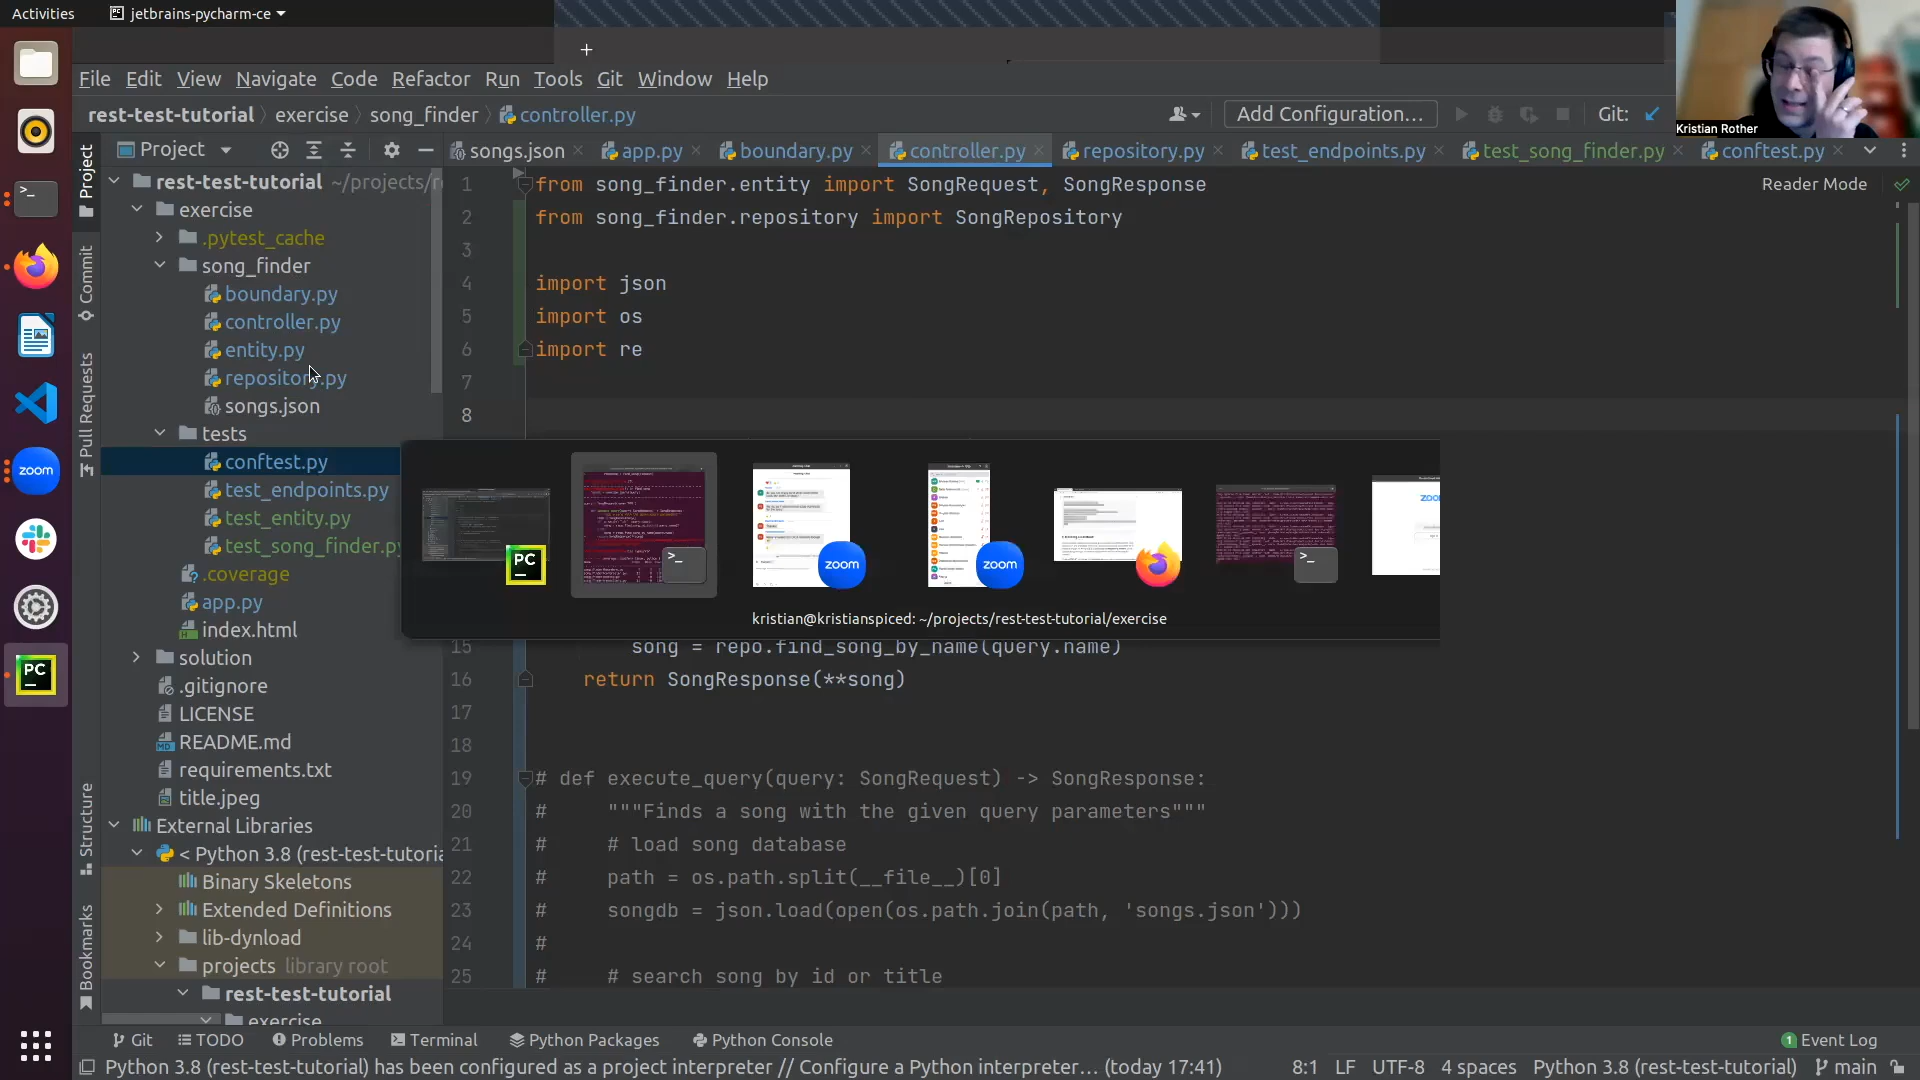 Activities
jetbrains-pycharm-ce
+
File Edit View Navigate Code Refactor Run Tools Git Window Help
Kristian Rother
rest-test-tutorial exercise song_finder controller.py
Add Configuration...
Git:
Project
songs.json app.py boundary.py controller.py repository.py test_endpoints.py test_song_finder.py conftest.py
Reader Mode
Project
Commit
Pull Requests
Structure
Bookmarks
rest-test-tutorial ~/projects/r
exercise
.pytest_cache
song_finder
boundary.py
controller.py
entity.py
repository.py
songs.json
tests
conftest.py
test_endpoints.py
test_entity.py
test_song_finder.py
.coverage
app.py
index.html
solution
.gitignore
LICENSE
README.md
requirements.txt
title.jpeg
External Libraries
< Python 3.8 (rest-test-tutoria
Binary Skeletons
Extended Definitions
lib-dynload
projects library root
rest-test-tutorial
exercise
1 from song_finder.entity import SongRequest, SongResponse
2 from song_finder.repository import SongRepository
3
4 import json
5 import os
6 import re
7
8
PC
zoom
zoom
kristian@kristianspiced: ~/projects/rest-test-tutorial/exercise
15 song = repo.find_song_by_name(query.name)
16 return SongResponse(**song)
17
18
19 # def execute_query(query: SongRequest) -> SongResponse:
20 # """Finds a song with the given query parameters"""
21 # # load song database
22 # path = os.path.split(__file__)[0]
23 # songdb = json.load(open(os.path.join(path, 'songs.json')))
24 #
25 # # search song by id or title
zoom
PC
Git TODO Problems Terminal Python Packages Python Console
1 Event Log
Python 3.8 (rest-test-tutorial) has been configured as a project interpreter // Configure a Python interpreter... (today 17:41)
8:1 LF UTF-8 4 spaces Python 3.8 (rest-test-tutorial) main